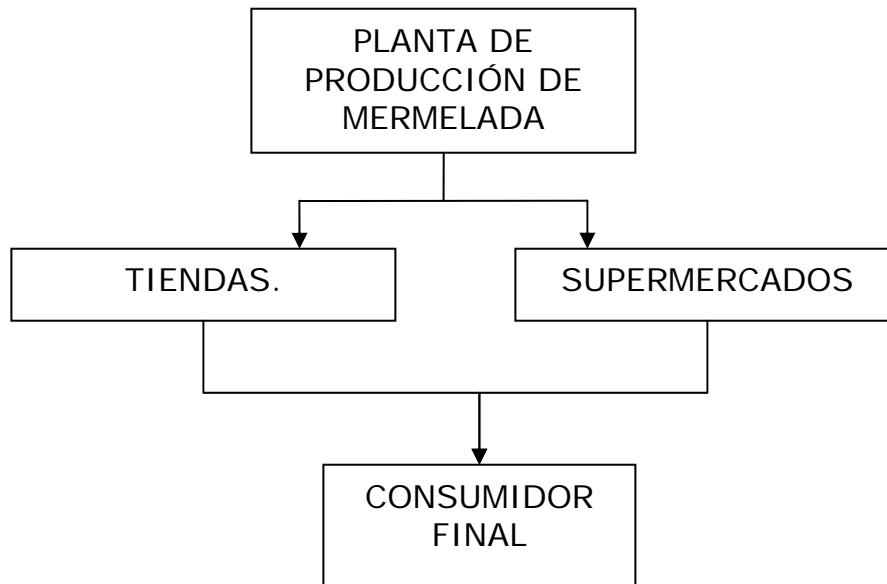 PLANTA DE
PRODUCCIÓN DE
MERMELADA
TIENDAS.
SUPERMERCADOS
CONSUMIDOR
FINAL